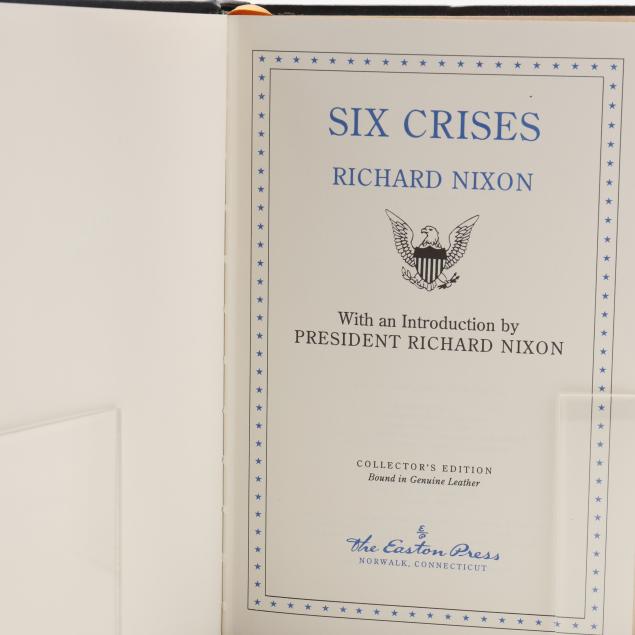 SIX CRISES
RICHARD NIXON
With an Introduction by
PRESIDENT RICHARD NIXON
COLLECTOR'S EDITION
Bound in Genuine Leather
The Easton Press
NORWALK, CONNECTICUT